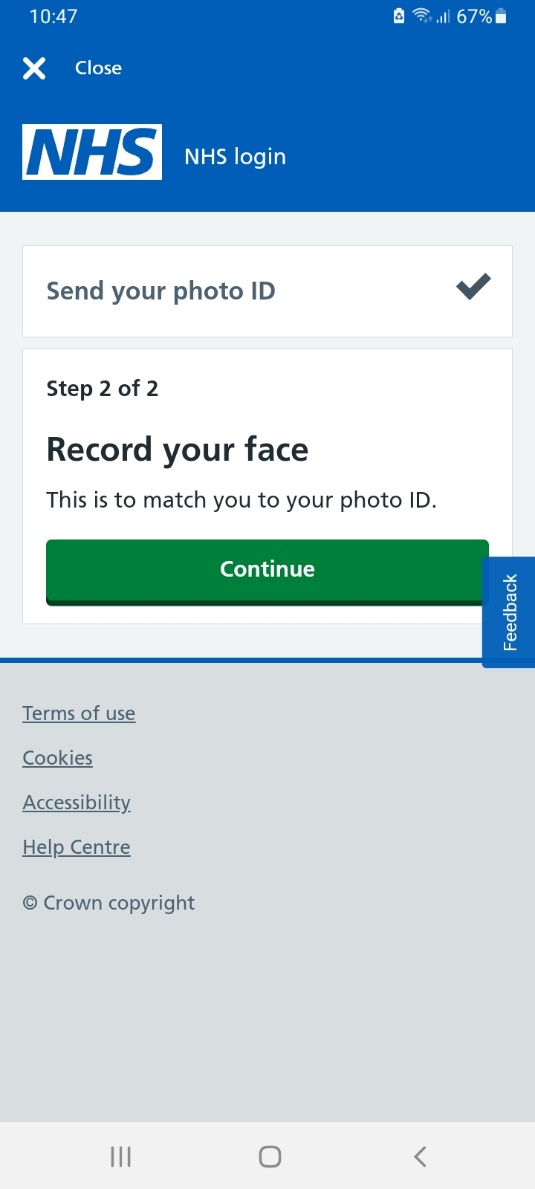 10:47
67%
Close
NHS
NHS login
Send your photo ID
Step 2 of 2
Record your face
This is to match you to your photo ID.
Continue
Feedback
Terms of use
Cookies
Accessibility
Help Centre
© Crown copyright